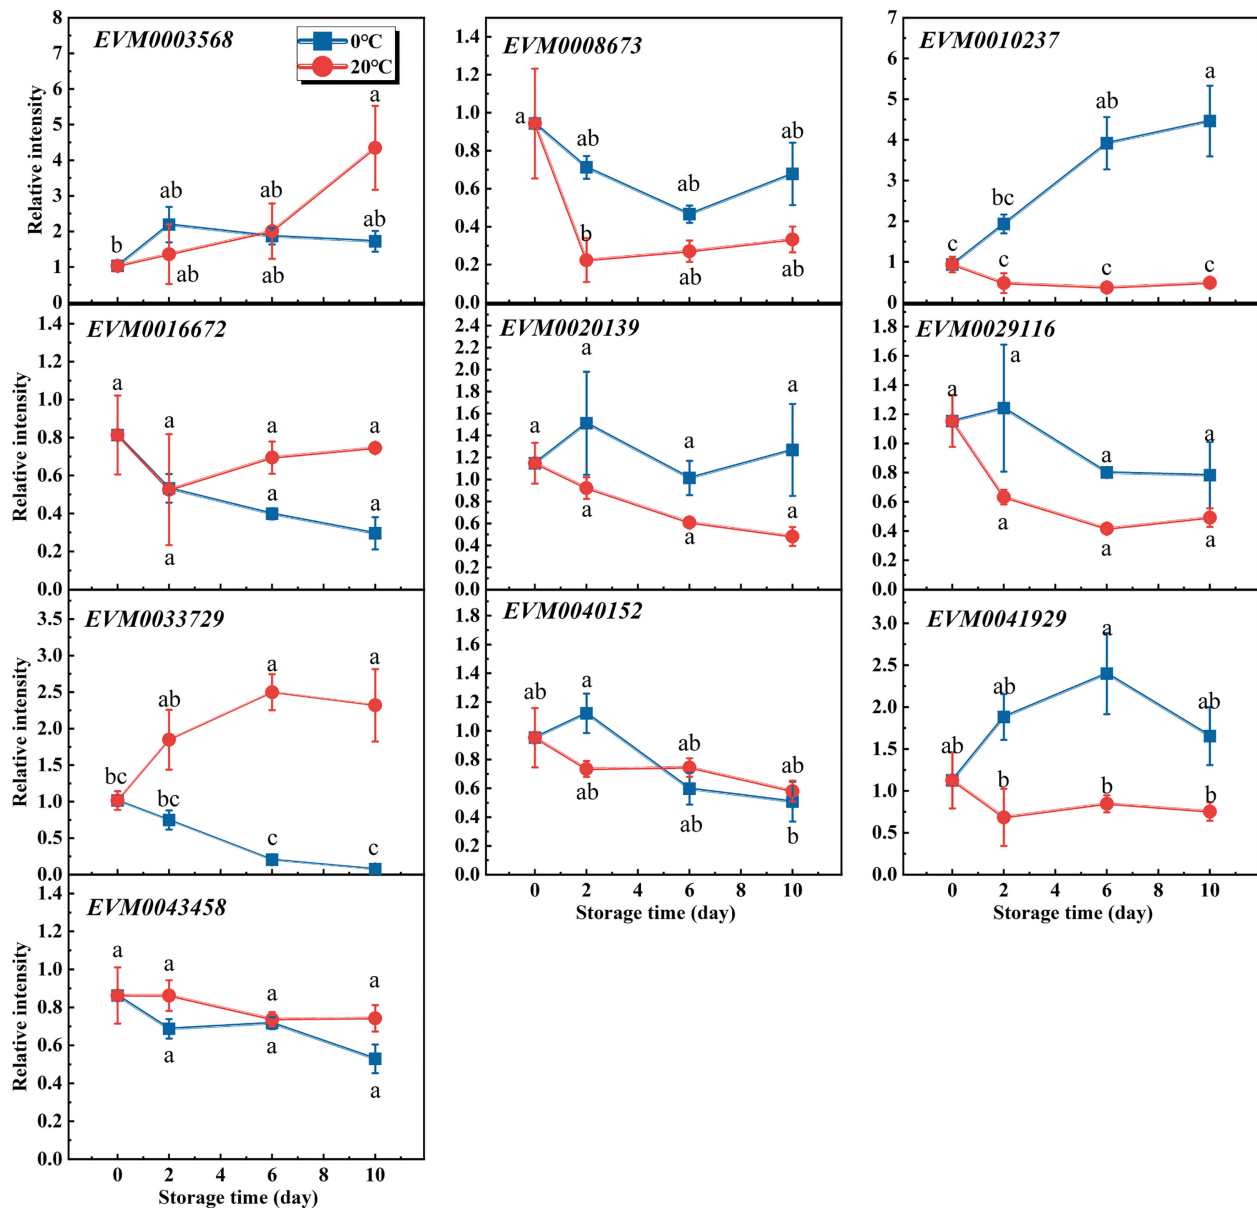 EVM0003568
0°C
20°C
8
7
6
5
4
3
2
1
0
Relative intensity
b
ab
ab
ab
ab
a
ab
EVM0008673
1.4
1.2
1.0
0.8
0.6
0.4
0.2
0.0
a
ab
b
ab
ab
ab
ab
EVM0010237
7
6
5
4
3
2
1
0
c
bc
c
ab
c
a
c
EVM0016672
1.4
1.2
1.0
0.8
0.6
0.4
0.2
0.0
Relative intensity
a
a
a
a
a
a
a
EVM0020139
2.4
2.2
2.0
1.8
1.6
1.4
1.2
1.0
0.8
0.6
0.4
0.2
0.0
a
a
a
a
a
a
a
EVM0029116
1.8
1.6
1.4
1.2
1.0
0.8
0.6
0.4
0.2
0.0
a
a
a
a
a
a
a
EVM0033729
3.5
3.0
2.5
2.0
1.5
1.0
0.5
0.0
Relative intensity
bc
ab
bc
a
c
a
c
EVM0040152
1.8
1.6
1.4
1.2
1.0
0.8
0.6
0.4
0.2
0.0
ab
a
ab
ab
ab
ab
b
0 2 4 6 8 10
Storage time (day)
EVM0041929
3.0
2.5
2.0
1.5
1.0
0.5
0.0
ab
ab
b
a
b
ab
b
0 2 4 6 8 10
Storage time (day)
EVM0043458
1.4
1.2
1.0
0.8
0.6
0.4
0.2
0.0
Relative intensity
a
a
a
a
a
a
a
0 2 4 6 8 10
Storage time (day)